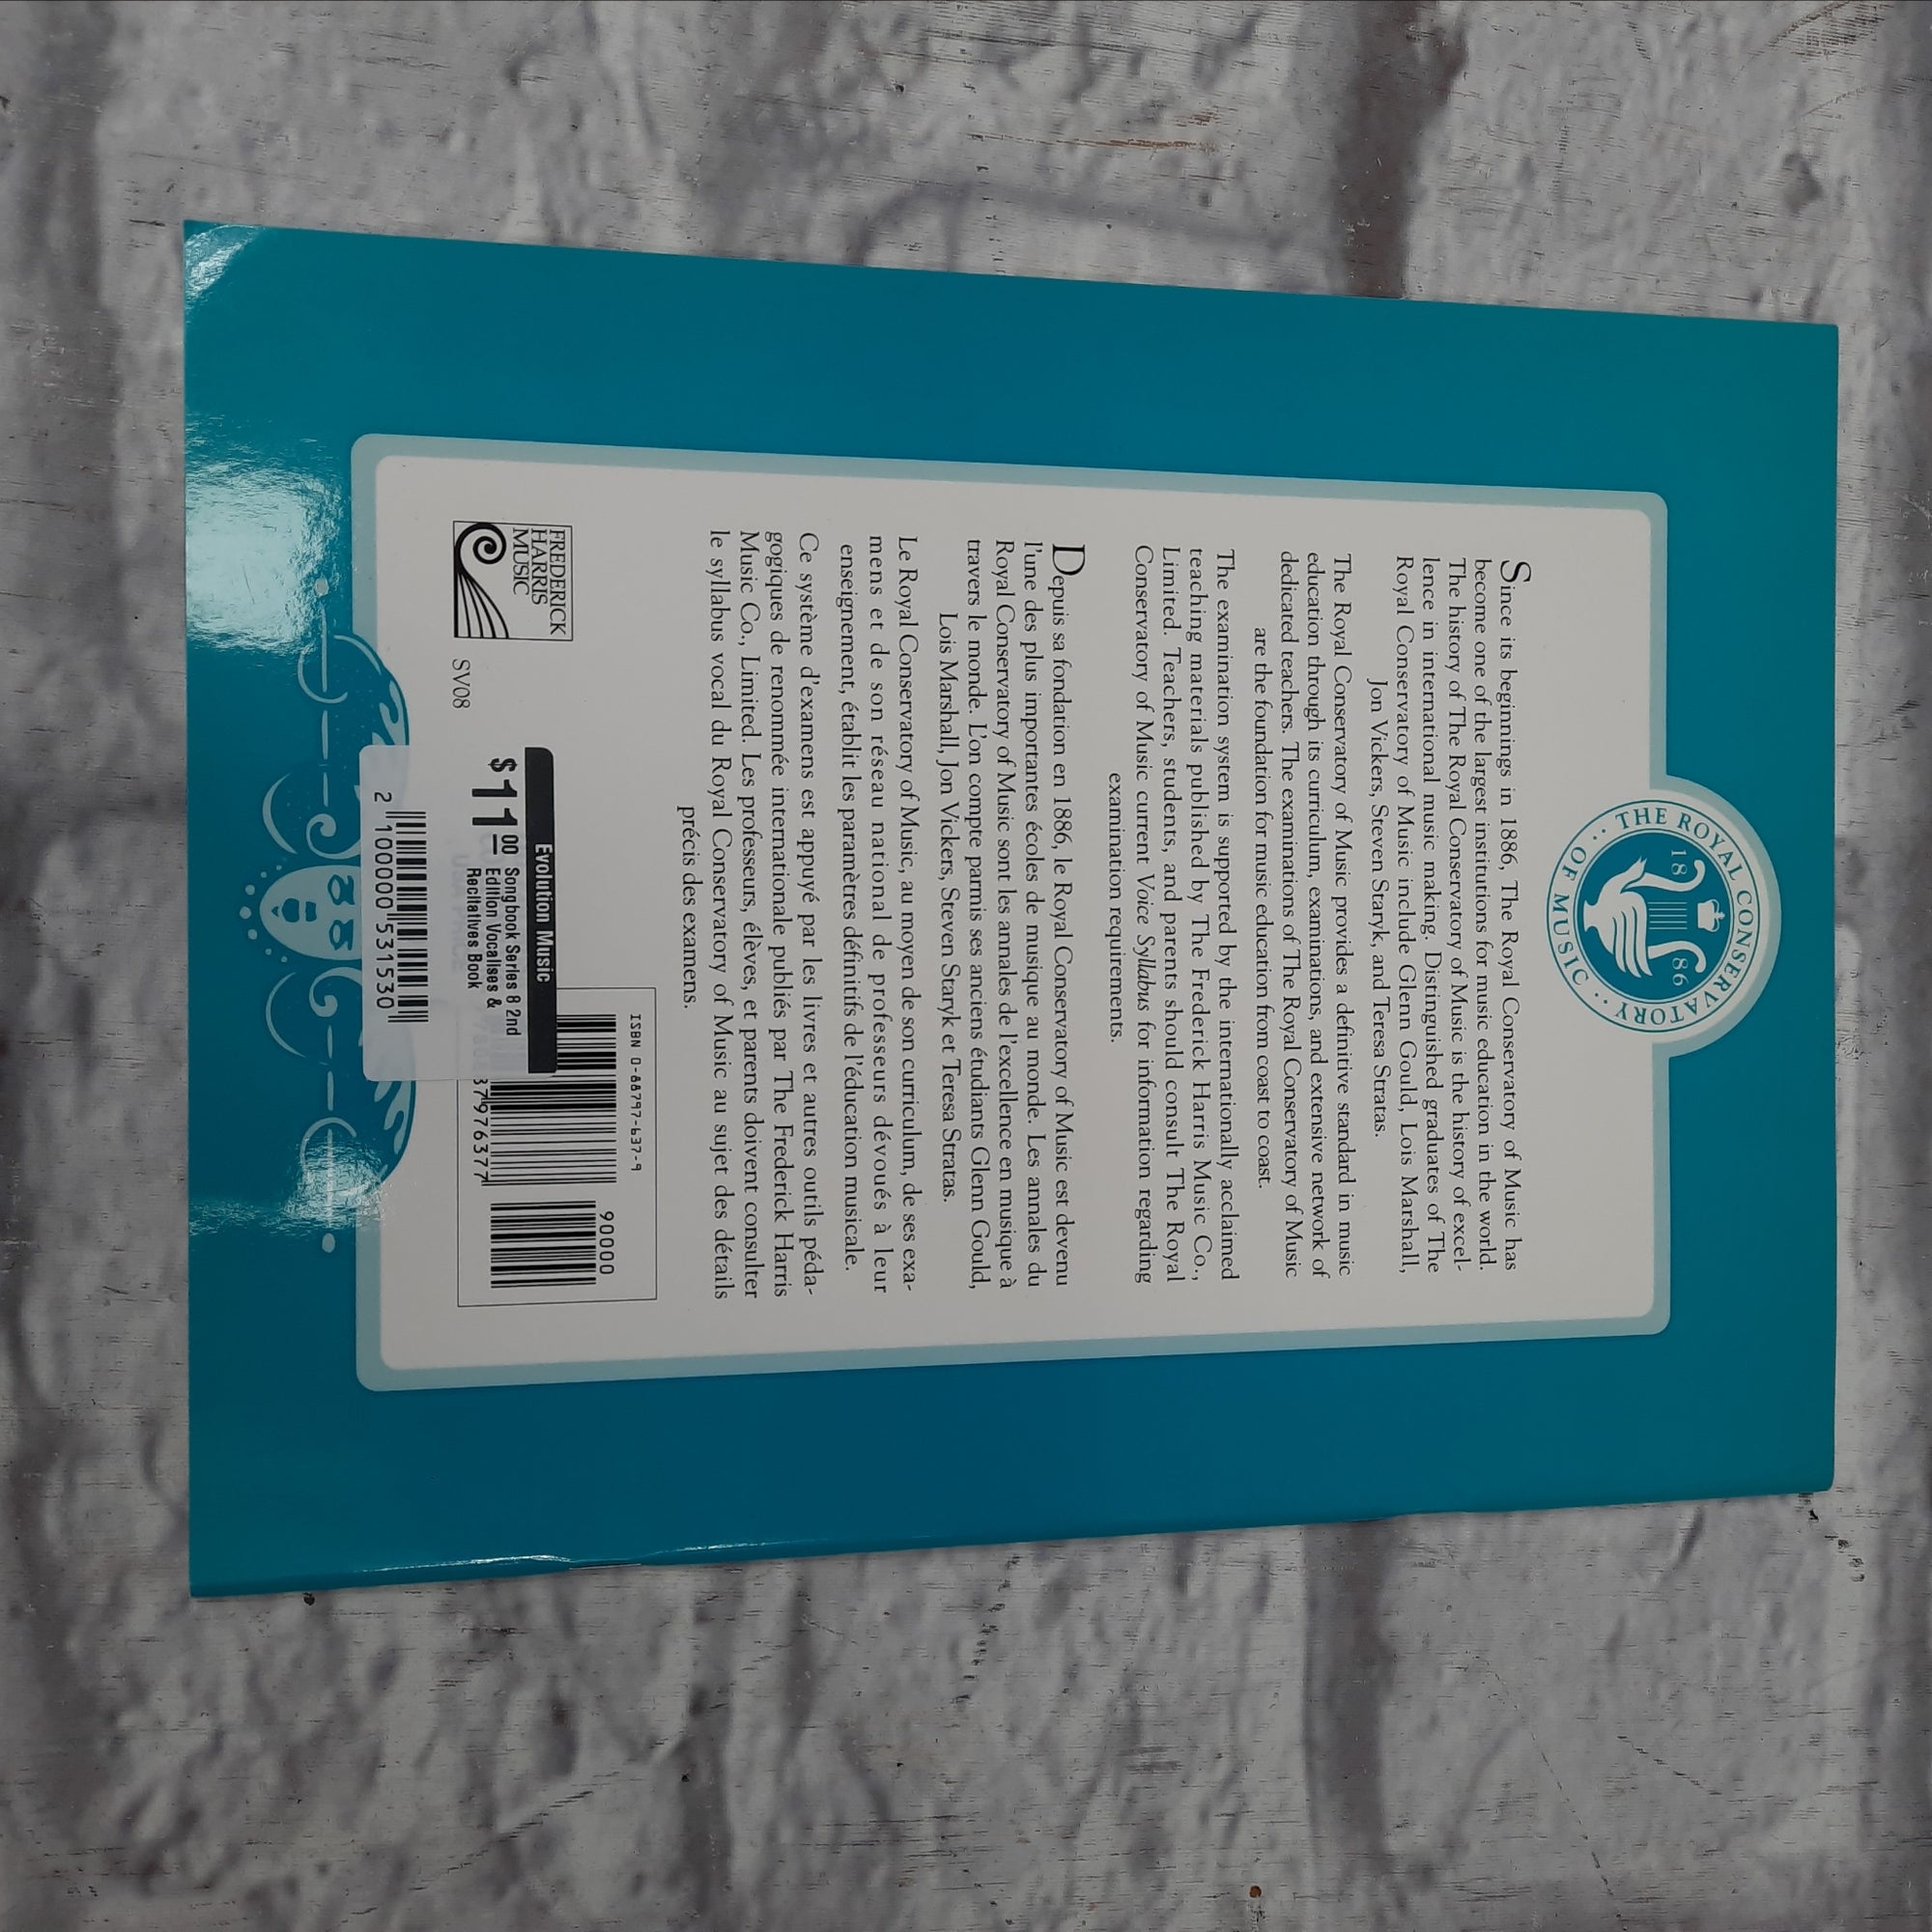 ·· THE ROYAL CONSERVATORY ··
OF MUSIC
18 86
Since its beginnings in 1886, The Royal Conservatory of Music has
become one of the largest institutions for music education in the world.
The history of The Royal Conservatory of Music is the history of excel-
lence in international music making. Distinguished graduates of The
Royal Conservatory of Music include Glenn Gould, Lois Marshall,
Jon Vickers, Steven Staryk, and Teresa Stratas.
The Royal Conservatory of Music provides a definitive standard in music
education through its curriculum, examinations, and extensive network of
dedicated teachers. The examinations of The Royal Conservatory of Music
are the foundation for music education from coast to coast.
The examination system is supported by the internationally acclaimed
teaching materials published by The Frederick Harris Music Co.,
Limited. Teachers, students, and parents should consult The Royal
Conservatory of Music current Voice Syllabus for information regarding
examination requirements.
Depuis sa fondation en 1886, le Royal Conservatory of Music est devenu
l'une des plus importantes écoles de musique au monde. Les annales du
Royal Conservatory of Music sont les annales de l'excellence en musique à
travers le monde. L'on compte parmis ses anciens étudiants Glenn Gould,
Lois Marshall, Jon Vickers, Steven Staryk et Teresa Stratas.
Le Royal Conservatory of Music, au moyen de son curriculum, de ses exa-
mens et de son réseau national de professeurs dévoués à leur
enseignement, établit les paramètres définitifs de l'éducation musicale.
Ce système d'examens est appuyé par les livres et autres outils péda-
gogiques de renommée internationale publiés par The Frederick Harris
Music Co., Limited. Les professeurs, élèves, et parents doivent consulter
le syllabus vocal du Royal Conservatory of Music au sujet des détails
précis des examens.
FREDERICK
HARRIS
MUSIC
SV08
ISBN 0-88797-637-9
90000
37976377
Evolution Music
$11.00
Songbook Series 8 2nd
Edition Vocalises &
Recitatives Book
2 100000 531530